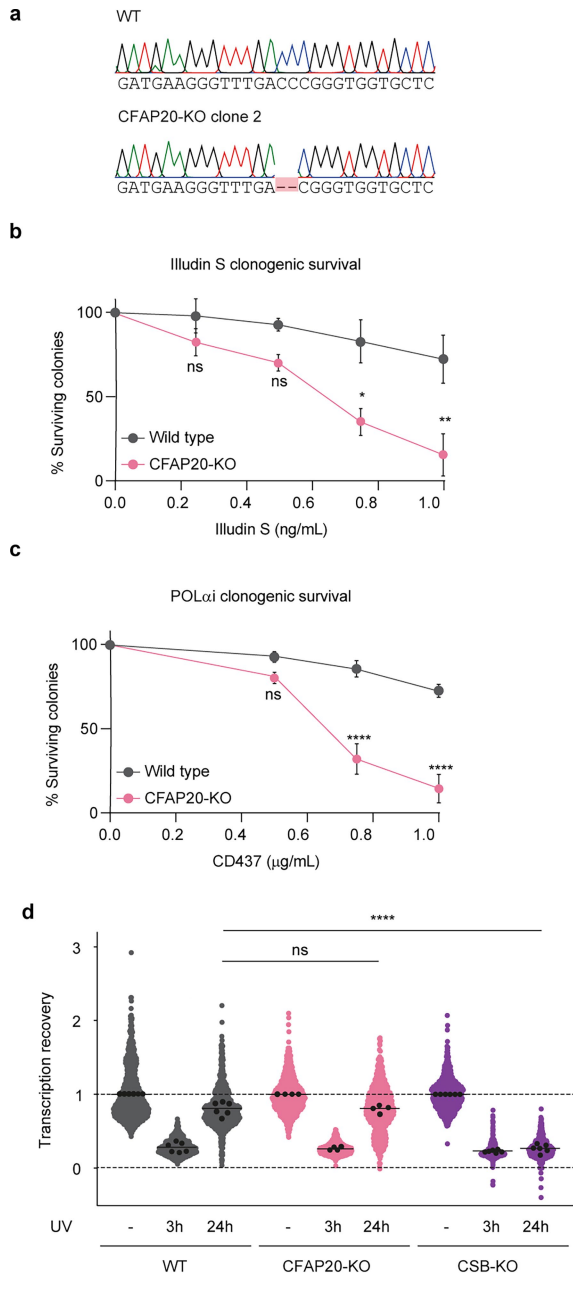 a
WT
GATGAAGGGTTTGACCCGGGTGGTGCTC
CFAP20-KO clone 2
GATGAAGGGTTTGA--CGGGTGGTGCTC
b
Illudin S clonogenic survival
100
50
0
% Surviving colonies
ns
ns
*
**
Wild type
CFAP20-KO
0.0 0.2 0.4 0.6 0.8 1.0
Illudin S (ng/mL)
c
POLαi clonogenic survival
100
50
0
% Surviving colonies
ns
****
****
Wild type
CFAP20-KO
0.0 0.2 0.4 0.6 0.8 1.0
CD437 (μg/mL)
d
****
ns
3
2
1
0
Transcription recovery
UV - 3h 24h - 3h 24h - 3h 24h
WT CFAP20-KO CSB-KO